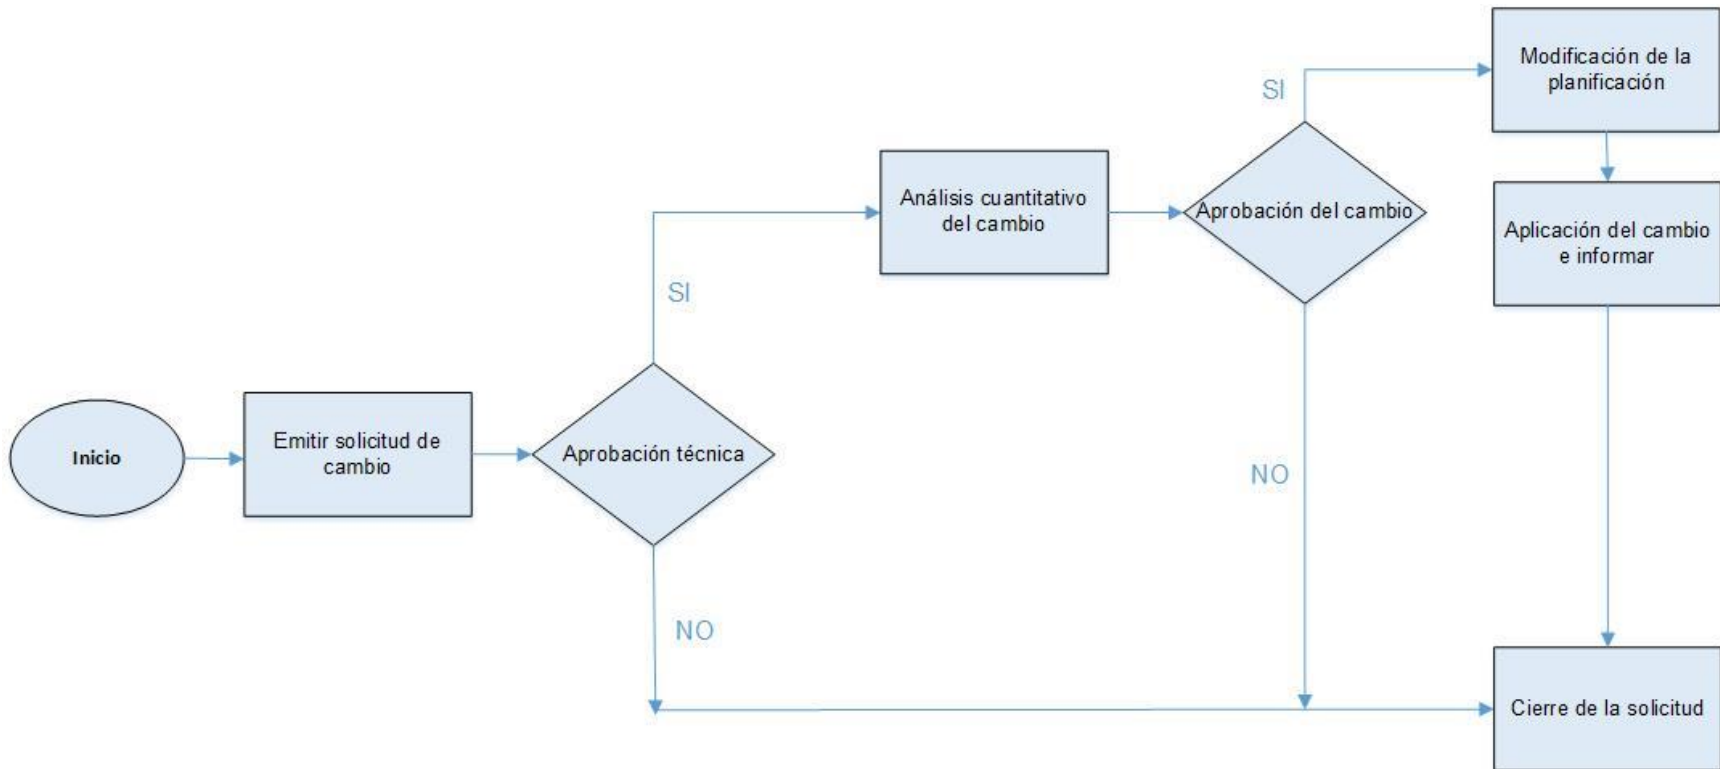 Inicio
Emitir solicitud de
cambio
Aprobación técnica
SI
NO
Análisis cuantitativo
del cambio
Aprobación del cambio
SI
NO
Modificación de la
planificación
Aplicación del cambio
e informar
Cierre de la solicitud